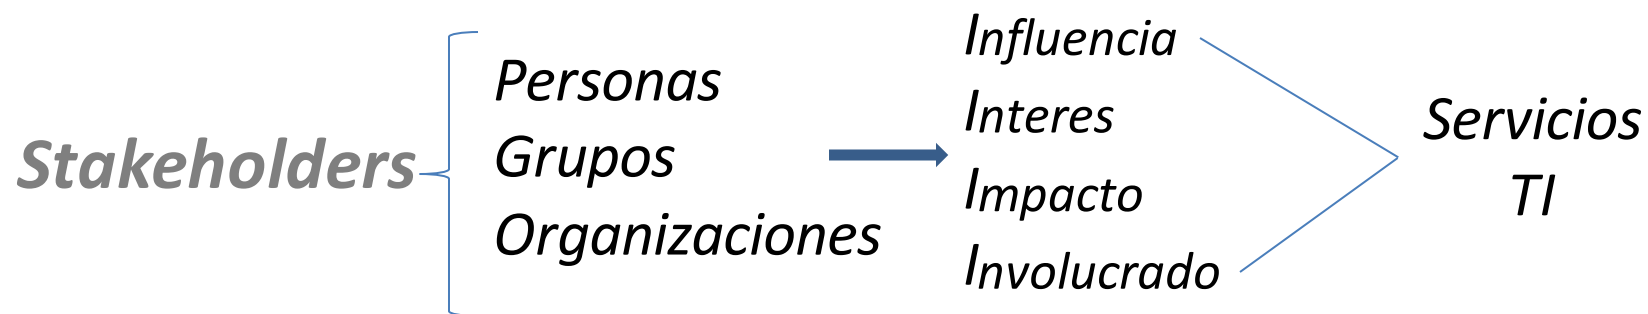 Stakeholders
Personas
Grupos
Organizaciones
Influencia
Interes
Impacto
Involucrado
Servicios
TI